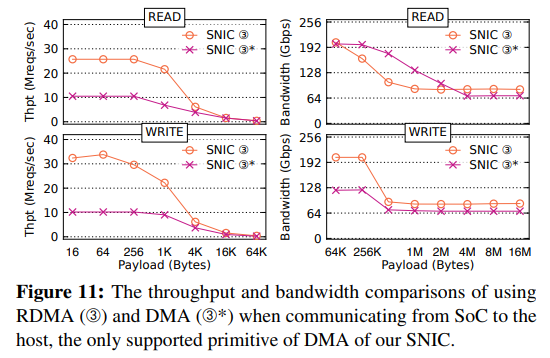 READ
Thpt (Mreqs/sec)
40
30
20
10
0
SNIC ③
SNIC ③*
READ
Bandwidth (Gbps)
256
192
128
64
0
SNIC ③
SNIC ③*
WRITE
Thpt (Mreqs/sec)
40
30
20
10
0
SNIC ③
SNIC ③*
16 64 256 1K 4K 16K 64K
Payload (Bytes)
WRITE
Bandwidth (Gbps)
256
192
128
64
0
SNIC ③
SNIC ③*
64K 256K 1M 2M 4M 8M 16M
Payload (Bytes)
Figure 11: The throughput and bandwidth comparisons of using
RDMA (③) and DMA (③*) when communicating from SoC to the
host, the only supported primitive of DMA of our SNIC.